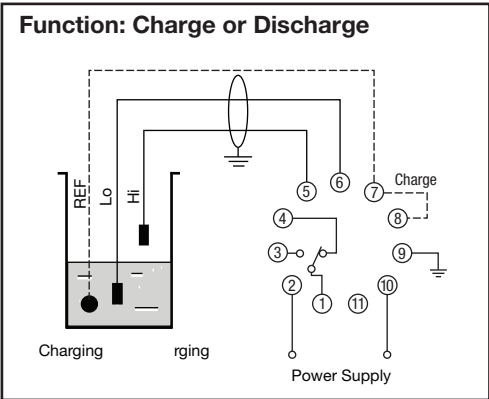 Function: Charge or Discharge
REF
Lo
Hi
5
6
7
Charge
4
8
3
9
2
1
11
10
Charging rging
Power Supply